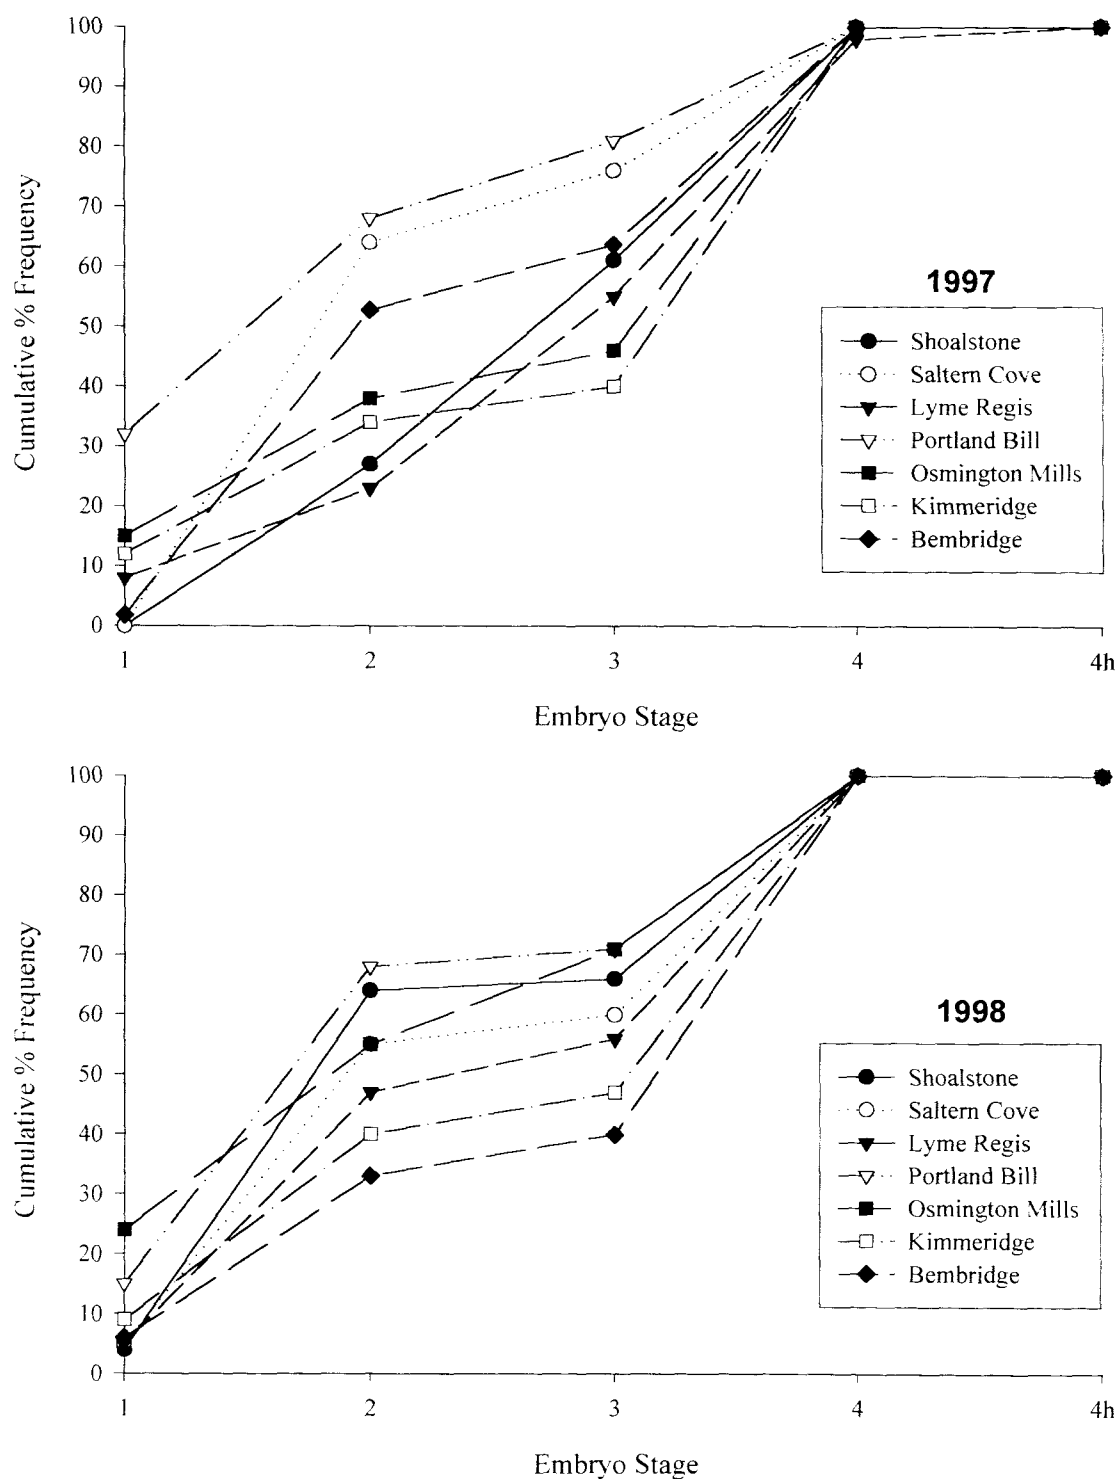 100
90
80
70
60
50
40
30
20
10
0
Cumulative % Frequency
1997
Shoalstone
Saltern Cove
Lyme Regis
Portland Bill
Osmington Mills
Kimmeridge
Bembridge
1 2 3 4 4h
Embryo Stage
100
90
80
70
60
50
40
30
20
10
0
Cumulative % Frequency
1998
Shoalstone
Saltern Cove
Lyme Regis
Portland Bill
Osmington Mills
Kimmeridge
Bembridge
1 2 3 4 4h
Embryo Stage